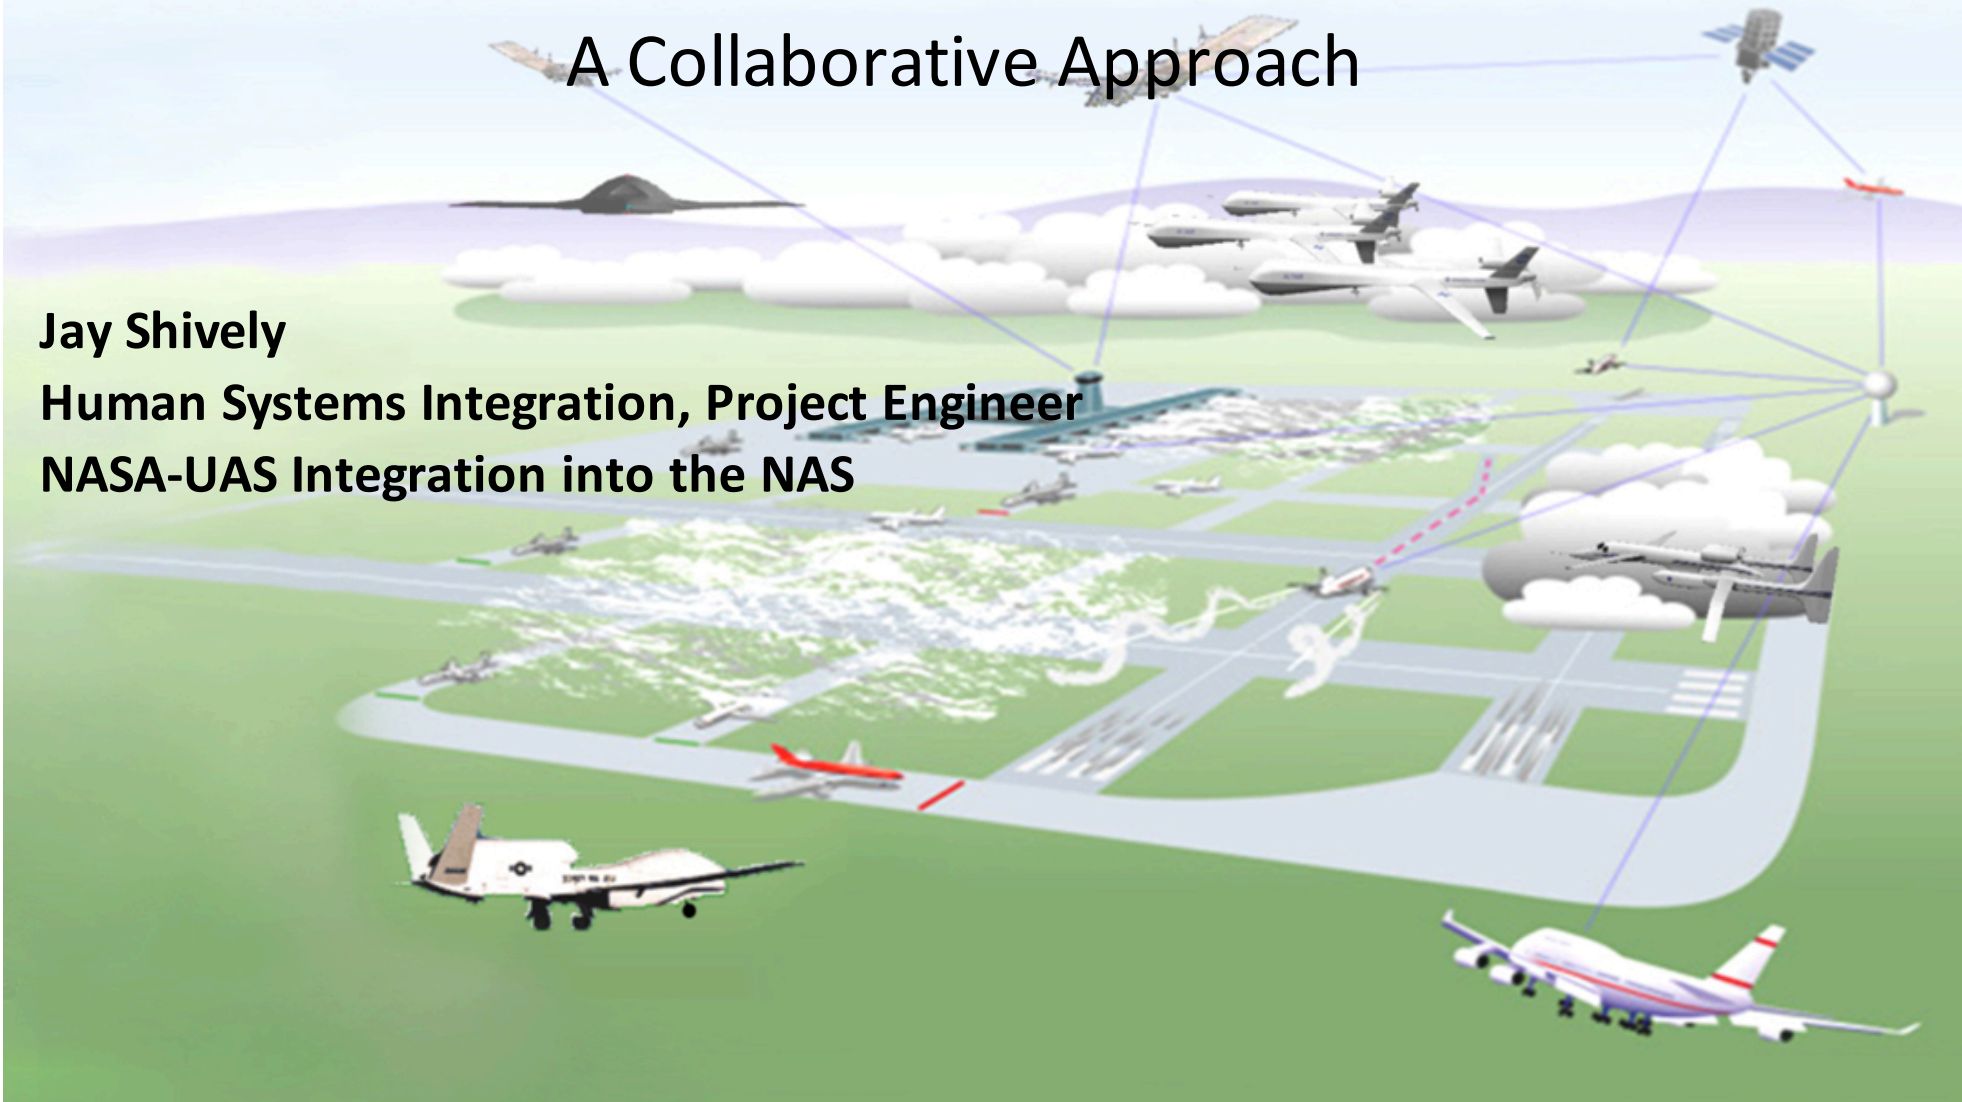 A Collaborative Approach
Jay Shively
Human Systems Integration, Project Engineer
NASA-UAS Integration into the NAS